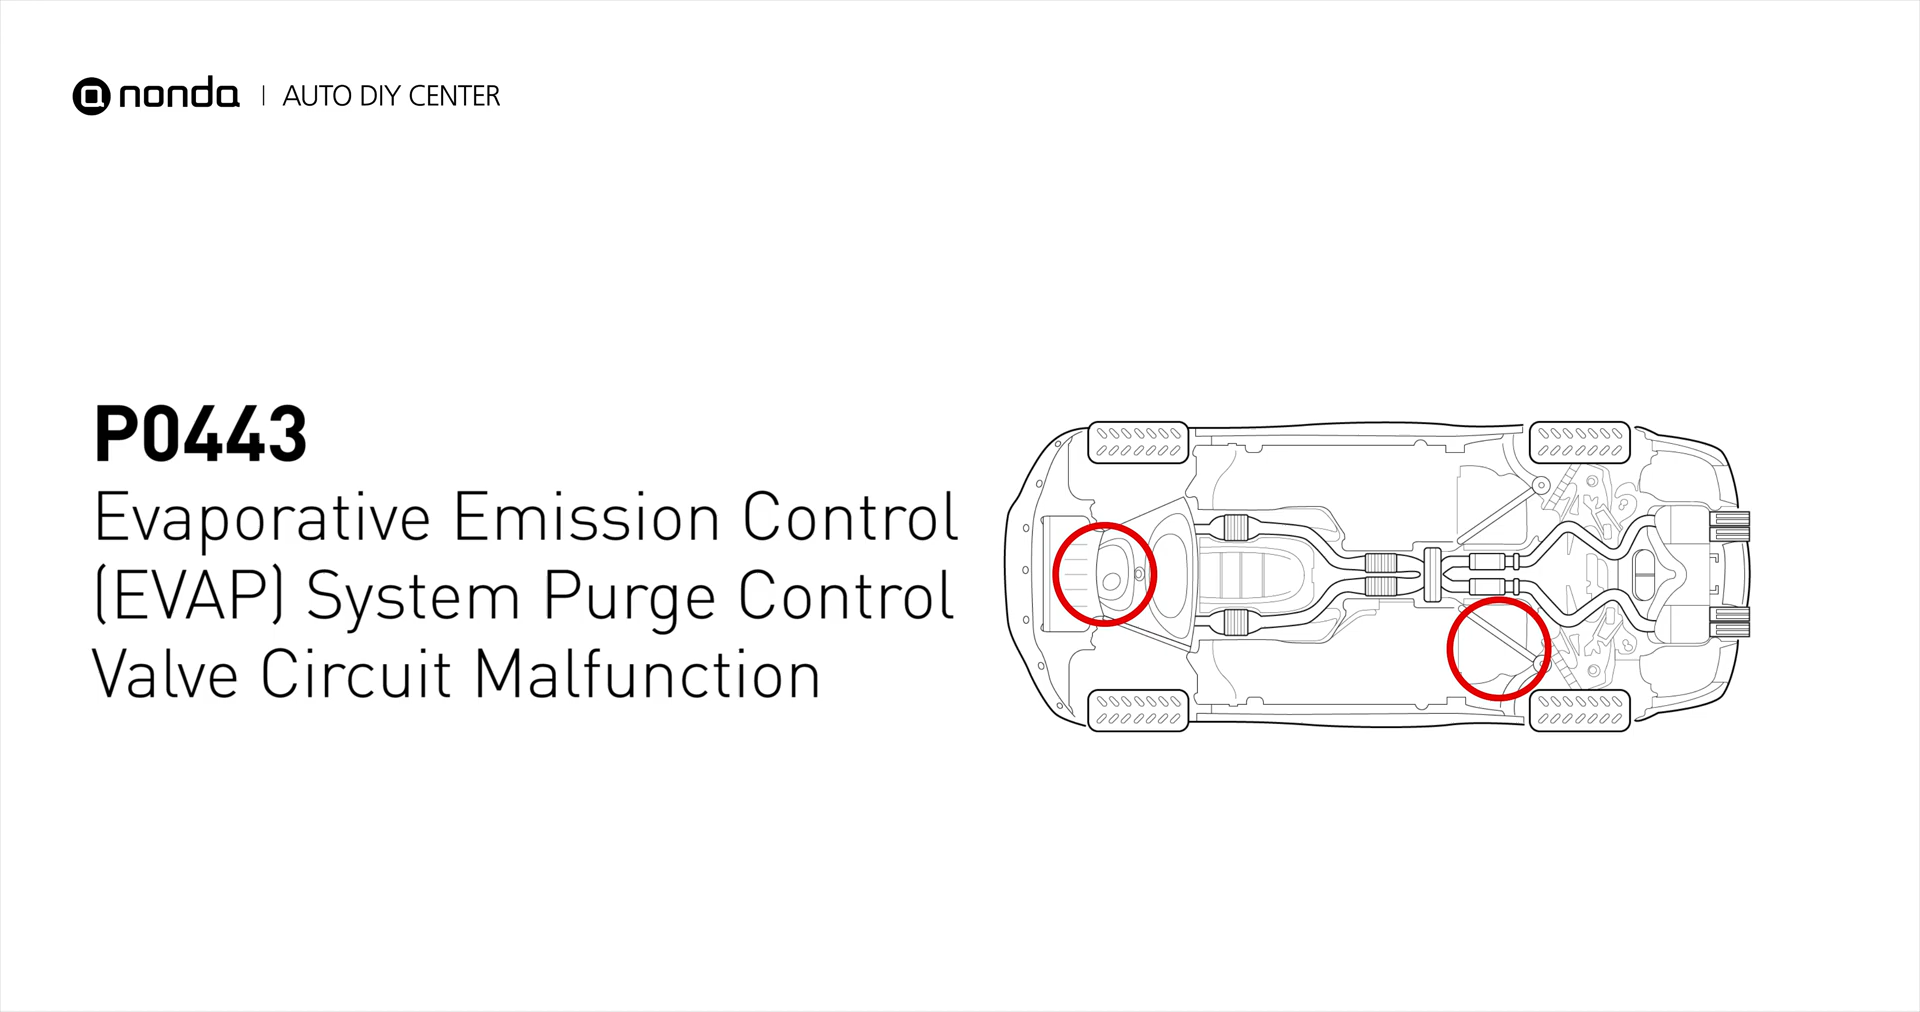 nonda | AUTO DIY CENTER
P0443
Evaporative Emission Control
(EVAP) System Purge Control
Valve Circuit Malfunction